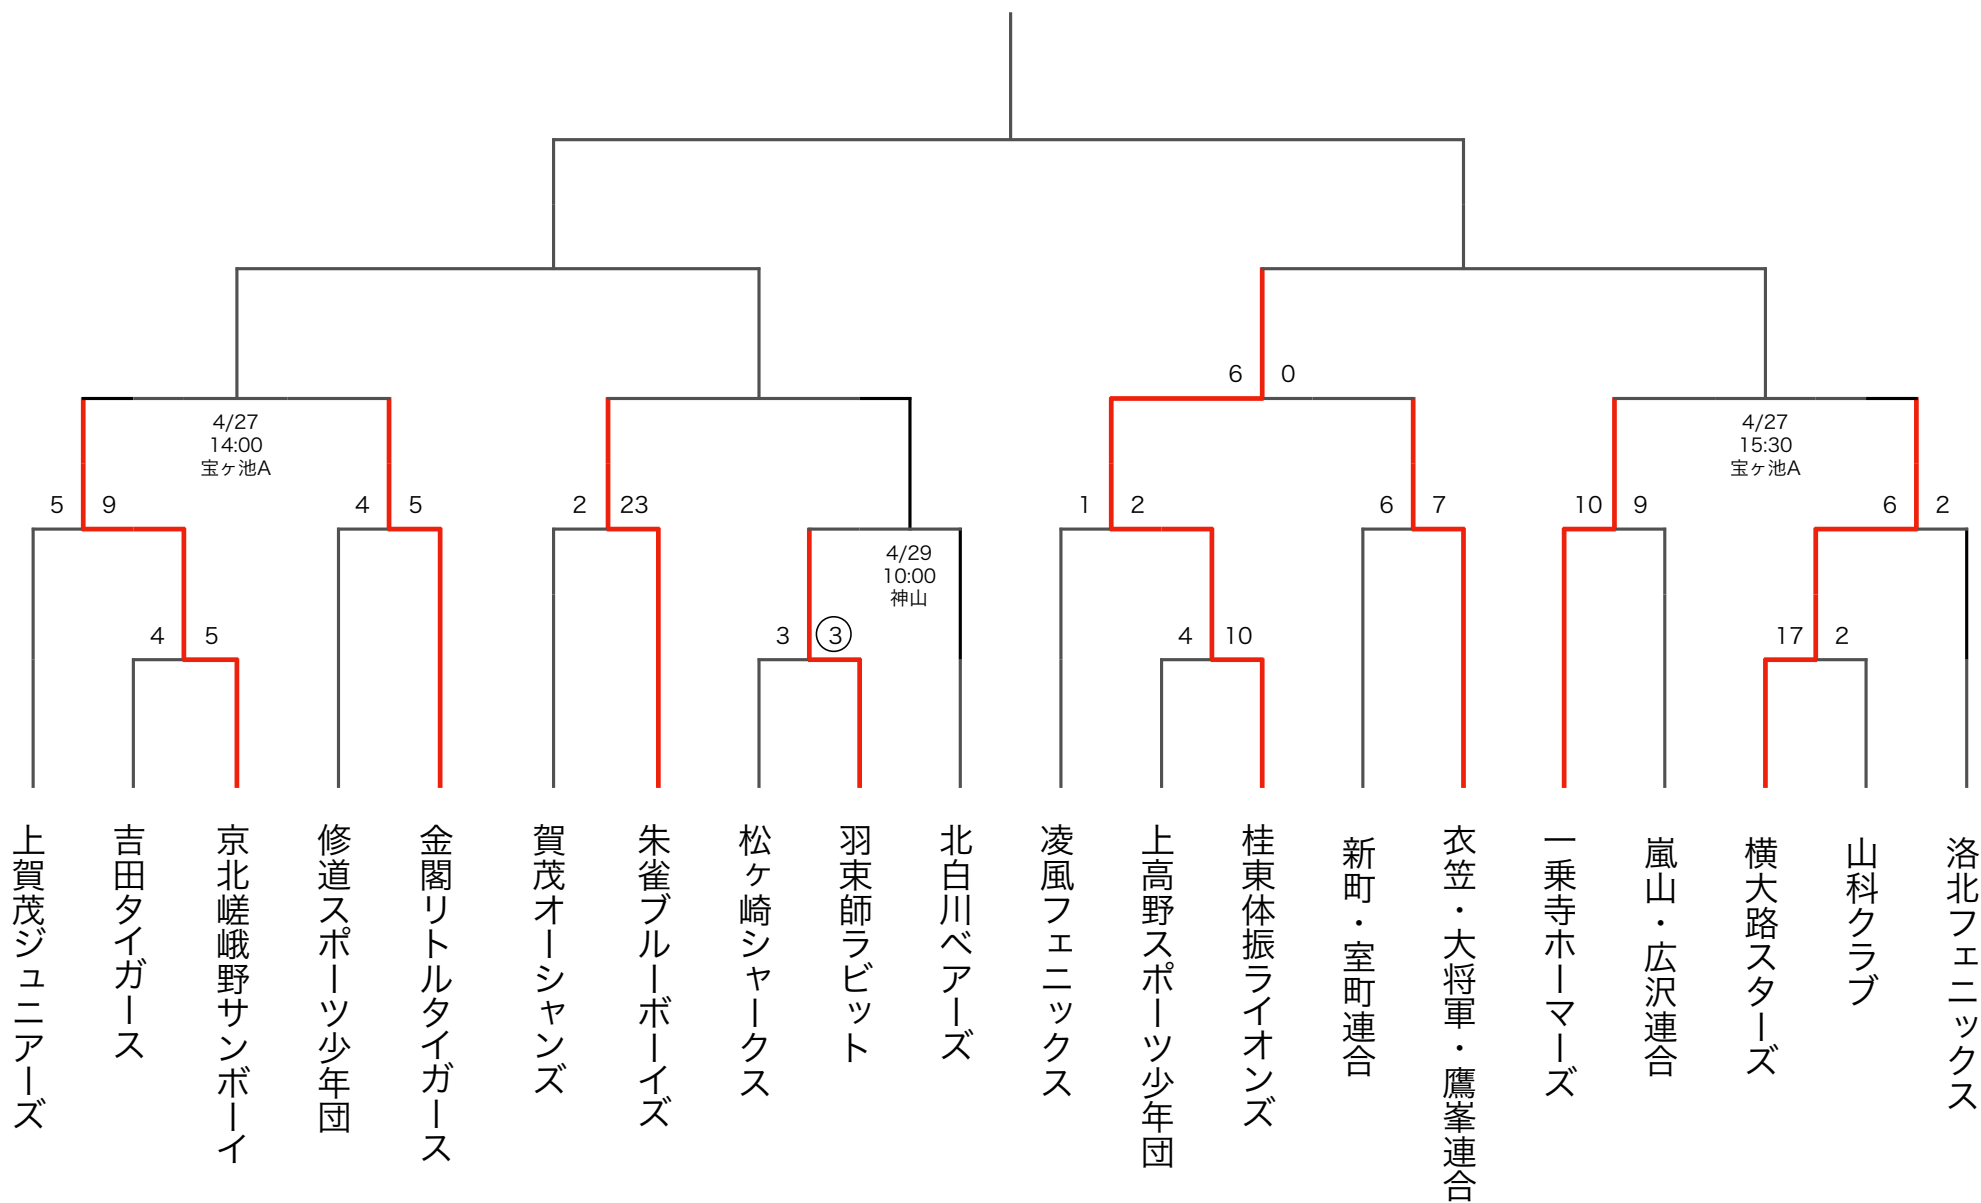 6 0
4/27
14:00
宝ヶ池A
4/27
15:30
宝ヶ池A
5 9
4 5
2 23
1 2
6 7
10 9
6 2
4/29
10:00
神山
4 5
3 3
4 10
17 2
上賀茂ジュニアーズ
吉田タイガース
京北嵯峨野サンボーイ
修道スポーツ少年団
金閣リトルタイガース
賀茂オーシャンズ
朱雀ブルーボーイズ
松ヶ崎シャークス
羽束師ラビット
北白川ベアーズ
凌風フェニックス
上高野スポーツ少年団
桂東体振ライオンズ
新町・室町連合
衣笠・大将軍・鷹峯連合
一乗寺ホーマーズ
嵐山・広沢連合
横大路スターズ
山科クラブ
洛北フェニックス